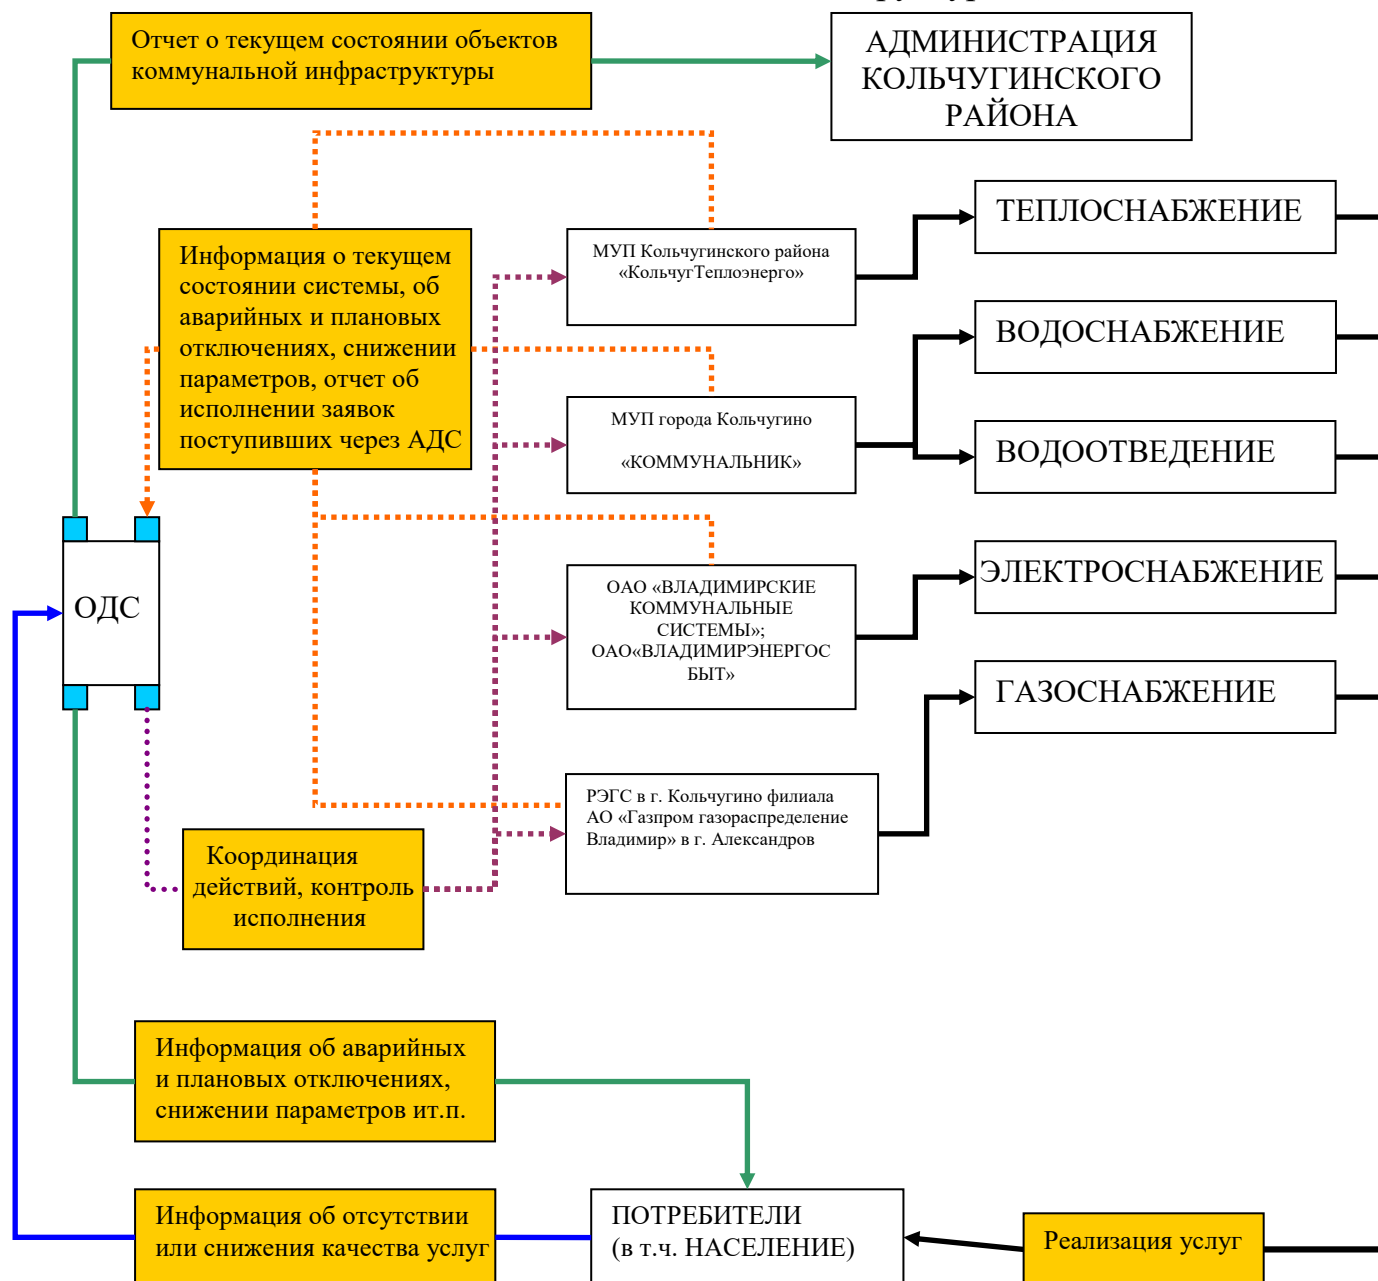 Отчет о текущем состоянии объектов
коммунальной инфраструктуры
АДМИНИСТРАЦИЯ
КОЛЬЧУГИНСКОГО
РАЙОНА
Информация о текущем
состоянии системы, об
аварийных и плановых
отключениях, снижении
параметров, отчет об
исполнении заявок
поступивших через АДС
МУП Кольчугинского района
«КольчугТеплоэнерго»
ТЕПЛОСНАБЖЕНИЕ
ВОДОСНАБЖЕНИЕ
МУП города Кольчугино
«КОММУНАЛЬНИК»
ВОДООТВЕДЕНИЕ
ОДС
ОАО «ВЛАДИМИРСКИЕ
КОММУНАЛЬНЫЕ
СИСТЕМЫ»;
ОАО«ВЛАДИМИРЭНЕРГОС
БЫТ»
ЭЛЕКТРОСНАБЖЕНИЕ
ГАЗОСНАБЖЕНИЕ
РЭГС в г. Кольчугино филиала
АО «Газпром газораспределение
Владимир» в г. Александров
Координация
действий, контроль
исполнения
Информация об аварийных
и плановых отключениях,
снижении параметров ит.п.
Информация об отсутствии
или снижения качества услуг
ПОТРЕБИТЕЛИ
(в т.ч. НАСЕЛЕНИЕ)
Реализация услуг